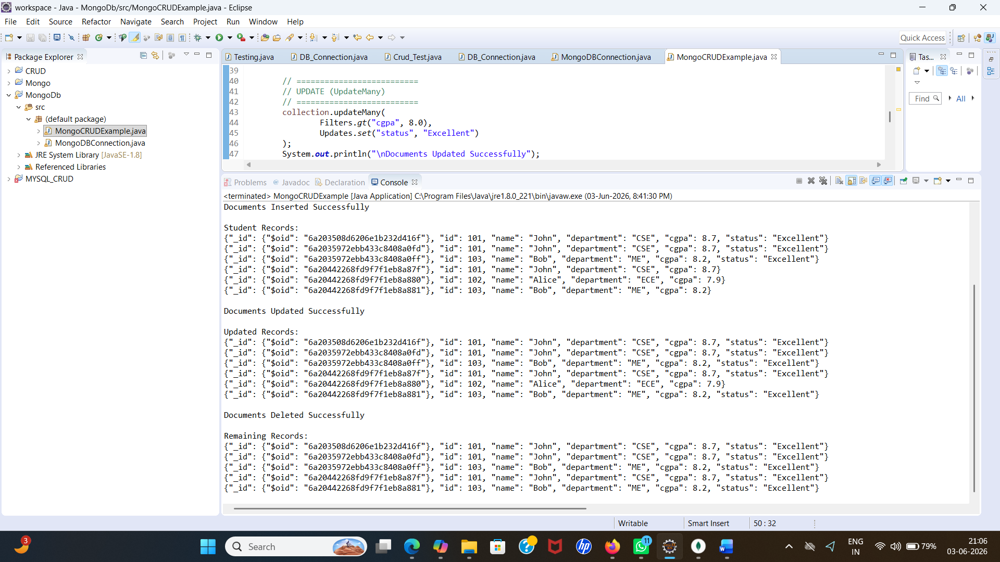 workspace - Java - MongoDb/src/MongoCRUDExample.java - Eclipse
File Edit Source Refactor Navigate Search Project Run Window Help
Quick Access
Package Explorer
CRUD
Mongo
MongoDb
src
(default package)
MongoCRUDExample.java
MongoDBConnection.java
JRE System Library [JavaSE-1.8]
Referenced Libraries
MYSQL_CRUD
Testing.java DB_Connection.java Crud_Test.java DB_Connection.java MongoDBConnection.java MongoCRUDExample.java
39
40 // ==========================
41 // UPDATE (UpdateMany)
42 // ==========================
43 collection.updateMany(
44 Filters.gt("cgpa", 8.0),
45 Updates.set("status", "Excellent")
46 );
47 System.out.println("\nDocuments Updated Successfully");
Tas...
Find All
Problems Javadoc Declaration Console
<terminated> MongoCRUDExample [Java Application] C:\Program Files\Java\jre1.8.0_221\bin\javaw.exe (03-Jun-2026, 8:41:30 PM)
Documents Inserted Successfully
Student Records:
{"_id": {"$oid": "6a203508d6206e1b232d416f"}, "id": 101, "name": "John", "department": "CSE", "cgpa": 8.7, "status": "Excellent"}
{"_id": {"$oid": "6a2035972ebb433c8408a0fd"}, "id": 101, "name": "John", "department": "CSE", "cgpa": 8.7, "status": "Excellent"}
{"_id": {"$oid": "6a2035972ebb433c8408a0ff"}, "id": 103, "name": "Bob", "department": "ME", "cgpa": 8.2, "status": "Excellent"}
{"_id": {"$oid": "6a20442268fd9f7f1eb8a87f"}, "id": 101, "name": "John", "department": "CSE", "cgpa": 8.7}
{"_id": {"$oid": "6a20442268fd9f7f1eb8a880"}, "id": 102, "name": "Alice", "department": "ECE", "cgpa": 7.9}
{"_id": {"$oid": "6a20442268fd9f7f1eb8a881"}, "id": 103, "name": "Bob", "department": "ME", "cgpa": 8.2}
Documents Updated Successfully
Updated Records:
{"_id": {"$oid": "6a203508d6206e1b232d416f"}, "id": 101, "name": "John", "department": "CSE", "cgpa": 8.7, "status": "Excellent"}
{"_id": {"$oid": "6a2035972ebb433c8408a0fd"}, "id": 101, "name": "John", "department": "CSE", "cgpa": 8.7, "status": "Excellent"}
{"_id": {"$oid": "6a2035972ebb433c8408a0ff"}, "id": 103, "name": "Bob", "department": "ME", "cgpa": 8.2, "status": "Excellent"}
{"_id": {"$oid": "6a20442268fd9f7f1eb8a87f"}, "id": 101, "name": "John", "department": "CSE", "cgpa": 8.7, "status": "Excellent"}
{"_id": {"$oid": "6a20442268fd9f7f1eb8a880"}, "id": 102, "name": "Alice", "department": "ECE", "cgpa": 7.9}
{"_id": {"$oid": "6a20442268fd9f7f1eb8a881"}, "id": 103, "name": "Bob", "department": "ME", "cgpa": 8.2, "status": "Excellent"}
Documents Deleted Successfully
Remaining Records:
{"_id": {"$oid": "6a203508d6206e1b232d416f"}, "id": 101, "name": "John", "department": "CSE", "cgpa": 8.7, "status": "Excellent"}
{"_id": {"$oid": "6a2035972ebb433c8408a0fd"}, "id": 101, "name": "John", "department": "CSE", "cgpa": 8.7, "status": "Excellent"}
{"_id": {"$oid": "6a2035972ebb433c8408a0ff"}, "id": 103, "name": "Bob", "department": "ME", "cgpa": 8.2, "status": "Excellent"}
{"_id": {"$oid": "6a20442268fd9f7f1eb8a87f"}, "id": 101, "name": "John", "department": "CSE", "cgpa": 8.7, "status": "Excellent"}
{"_id": {"$oid": "6a20442268fd9f7f1eb8a881"}, "id": 103, "name": "Bob", "department": "ME", "cgpa": 8.2, "status": "Excellent"}
Writable Smart Insert 50 : 32
3
Search
hp
11
W
ENG
IN
79%
21:06
03-06-2026